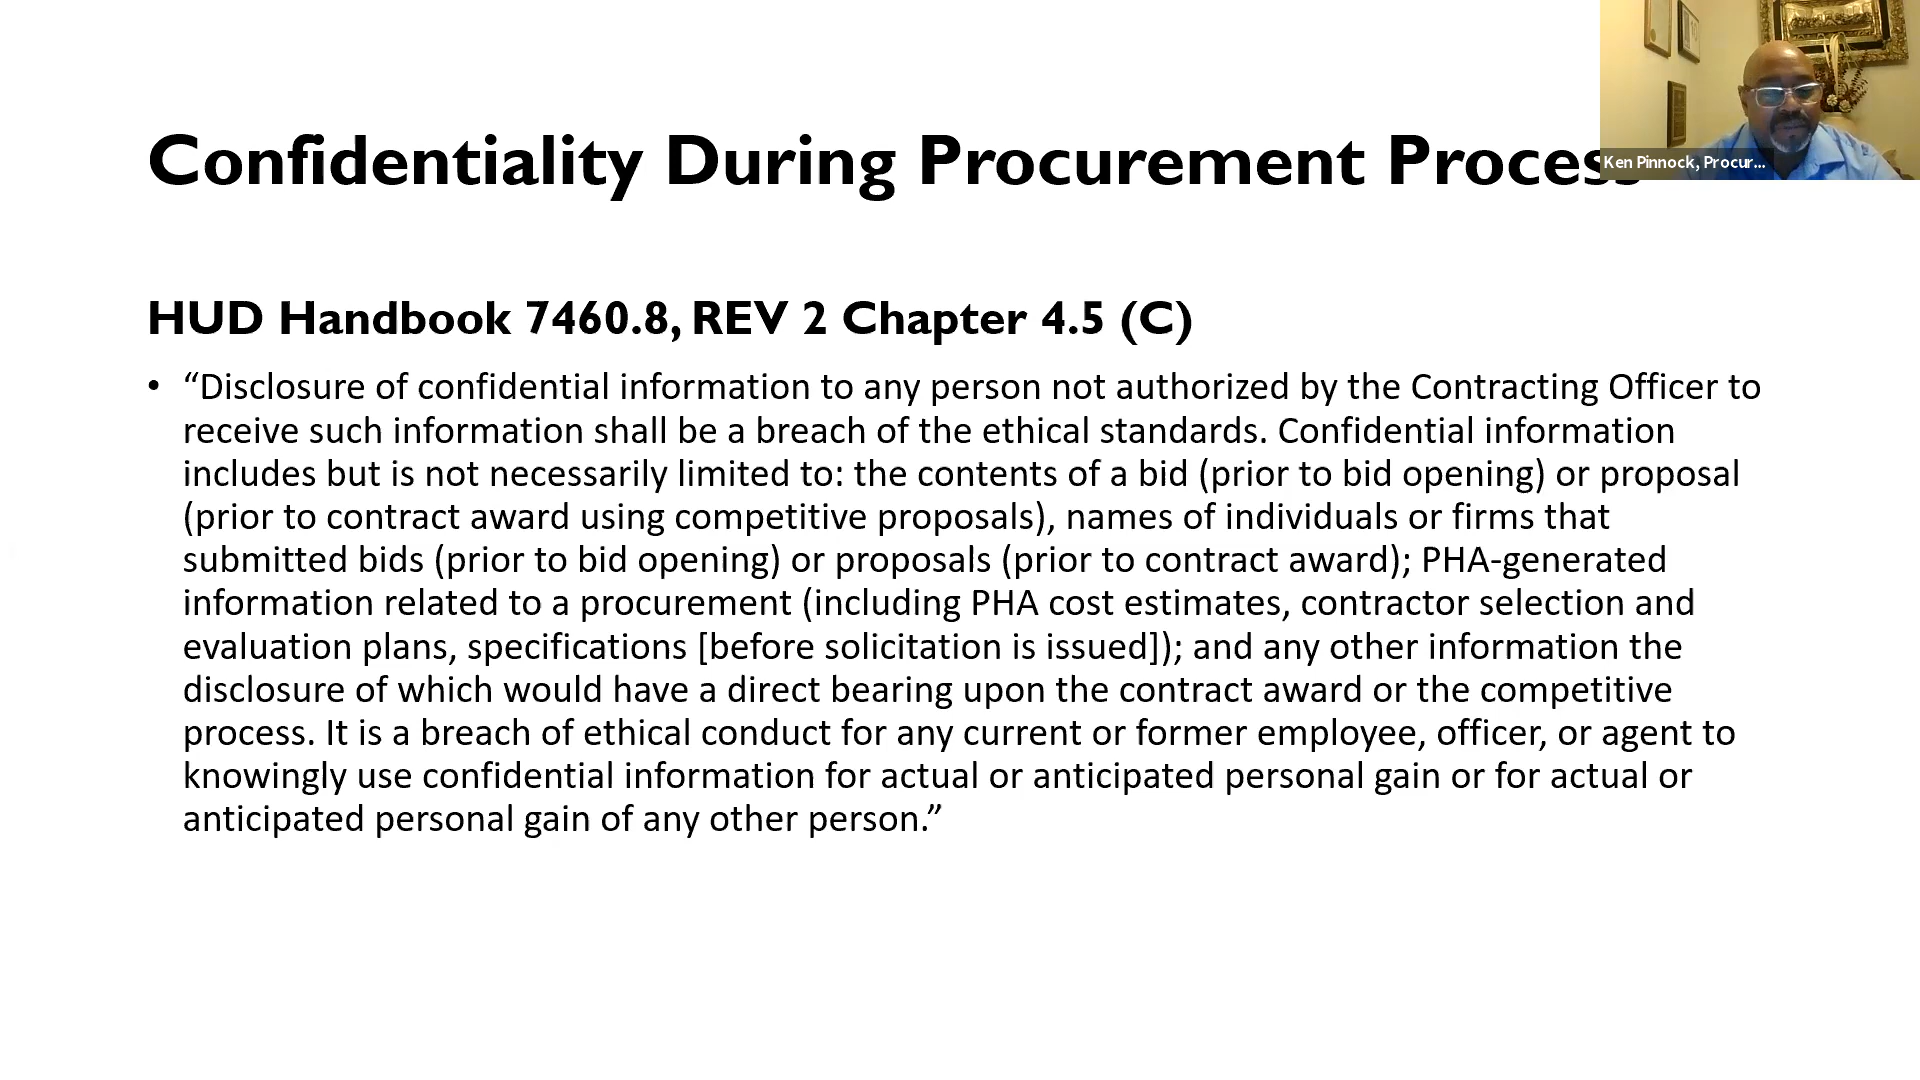 Confidentiality During Procurement Process
Ken Pinnock, Procur...
HUD Handbook 7460.8, REV 2 Chapter 4.5 (C)
• “Disclosure of confidential information to any person not authorized by the Contracting Officer to
receive such information shall be a breach of the ethical standards. Confidential information
includes but is not necessarily limited to: the contents of a bid (prior to bid opening) or proposal
(prior to contract award using competitive proposals), names of individuals or firms that
submitted bids (prior to bid opening) or proposals (prior to contract award); PHA-generated
information related to a procurement (including PHA cost estimates, contractor selection and
evaluation plans, specifications [before solicitation is issued]); and any other information the
disclosure of which would have a direct bearing upon the contract award or the competitive
process. It is a breach of ethical conduct for any current or former employee, officer, or agent to
knowingly use confidential information for actual or anticipated personal gain or for actual or
anticipated personal gain of any other person.”